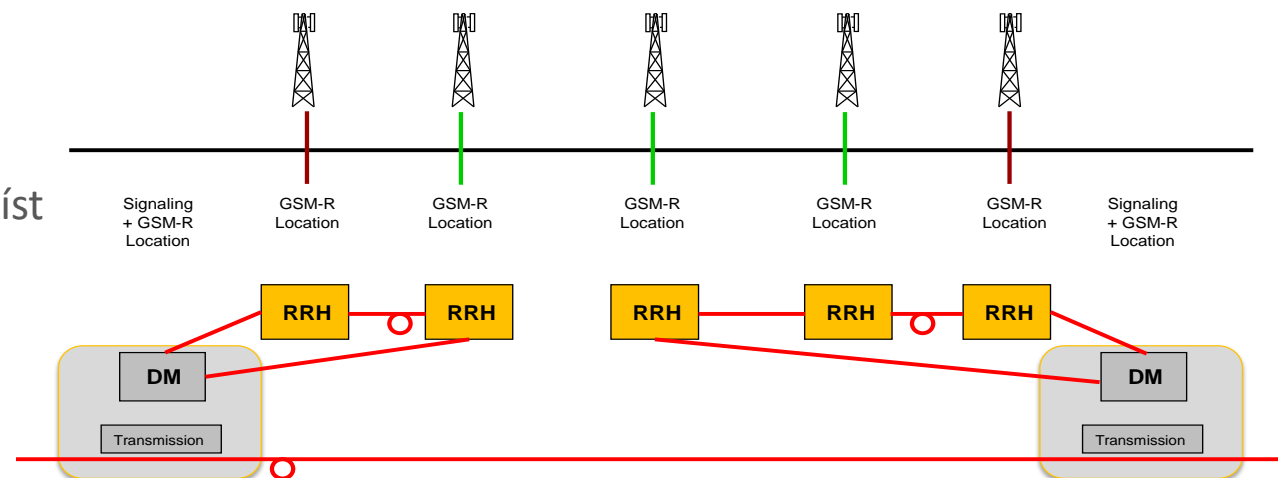 íst
Signaling
+ GSM-R
Location
GSM-R
Location
GSM-R
Location
GSM-R
Location
GSM-R
Location
GSM-R
Location
Signaling
+ GSM-R
Location
RRH
RRH
RRH
RRH
RRH
DM
DM
Transmission
Transmission